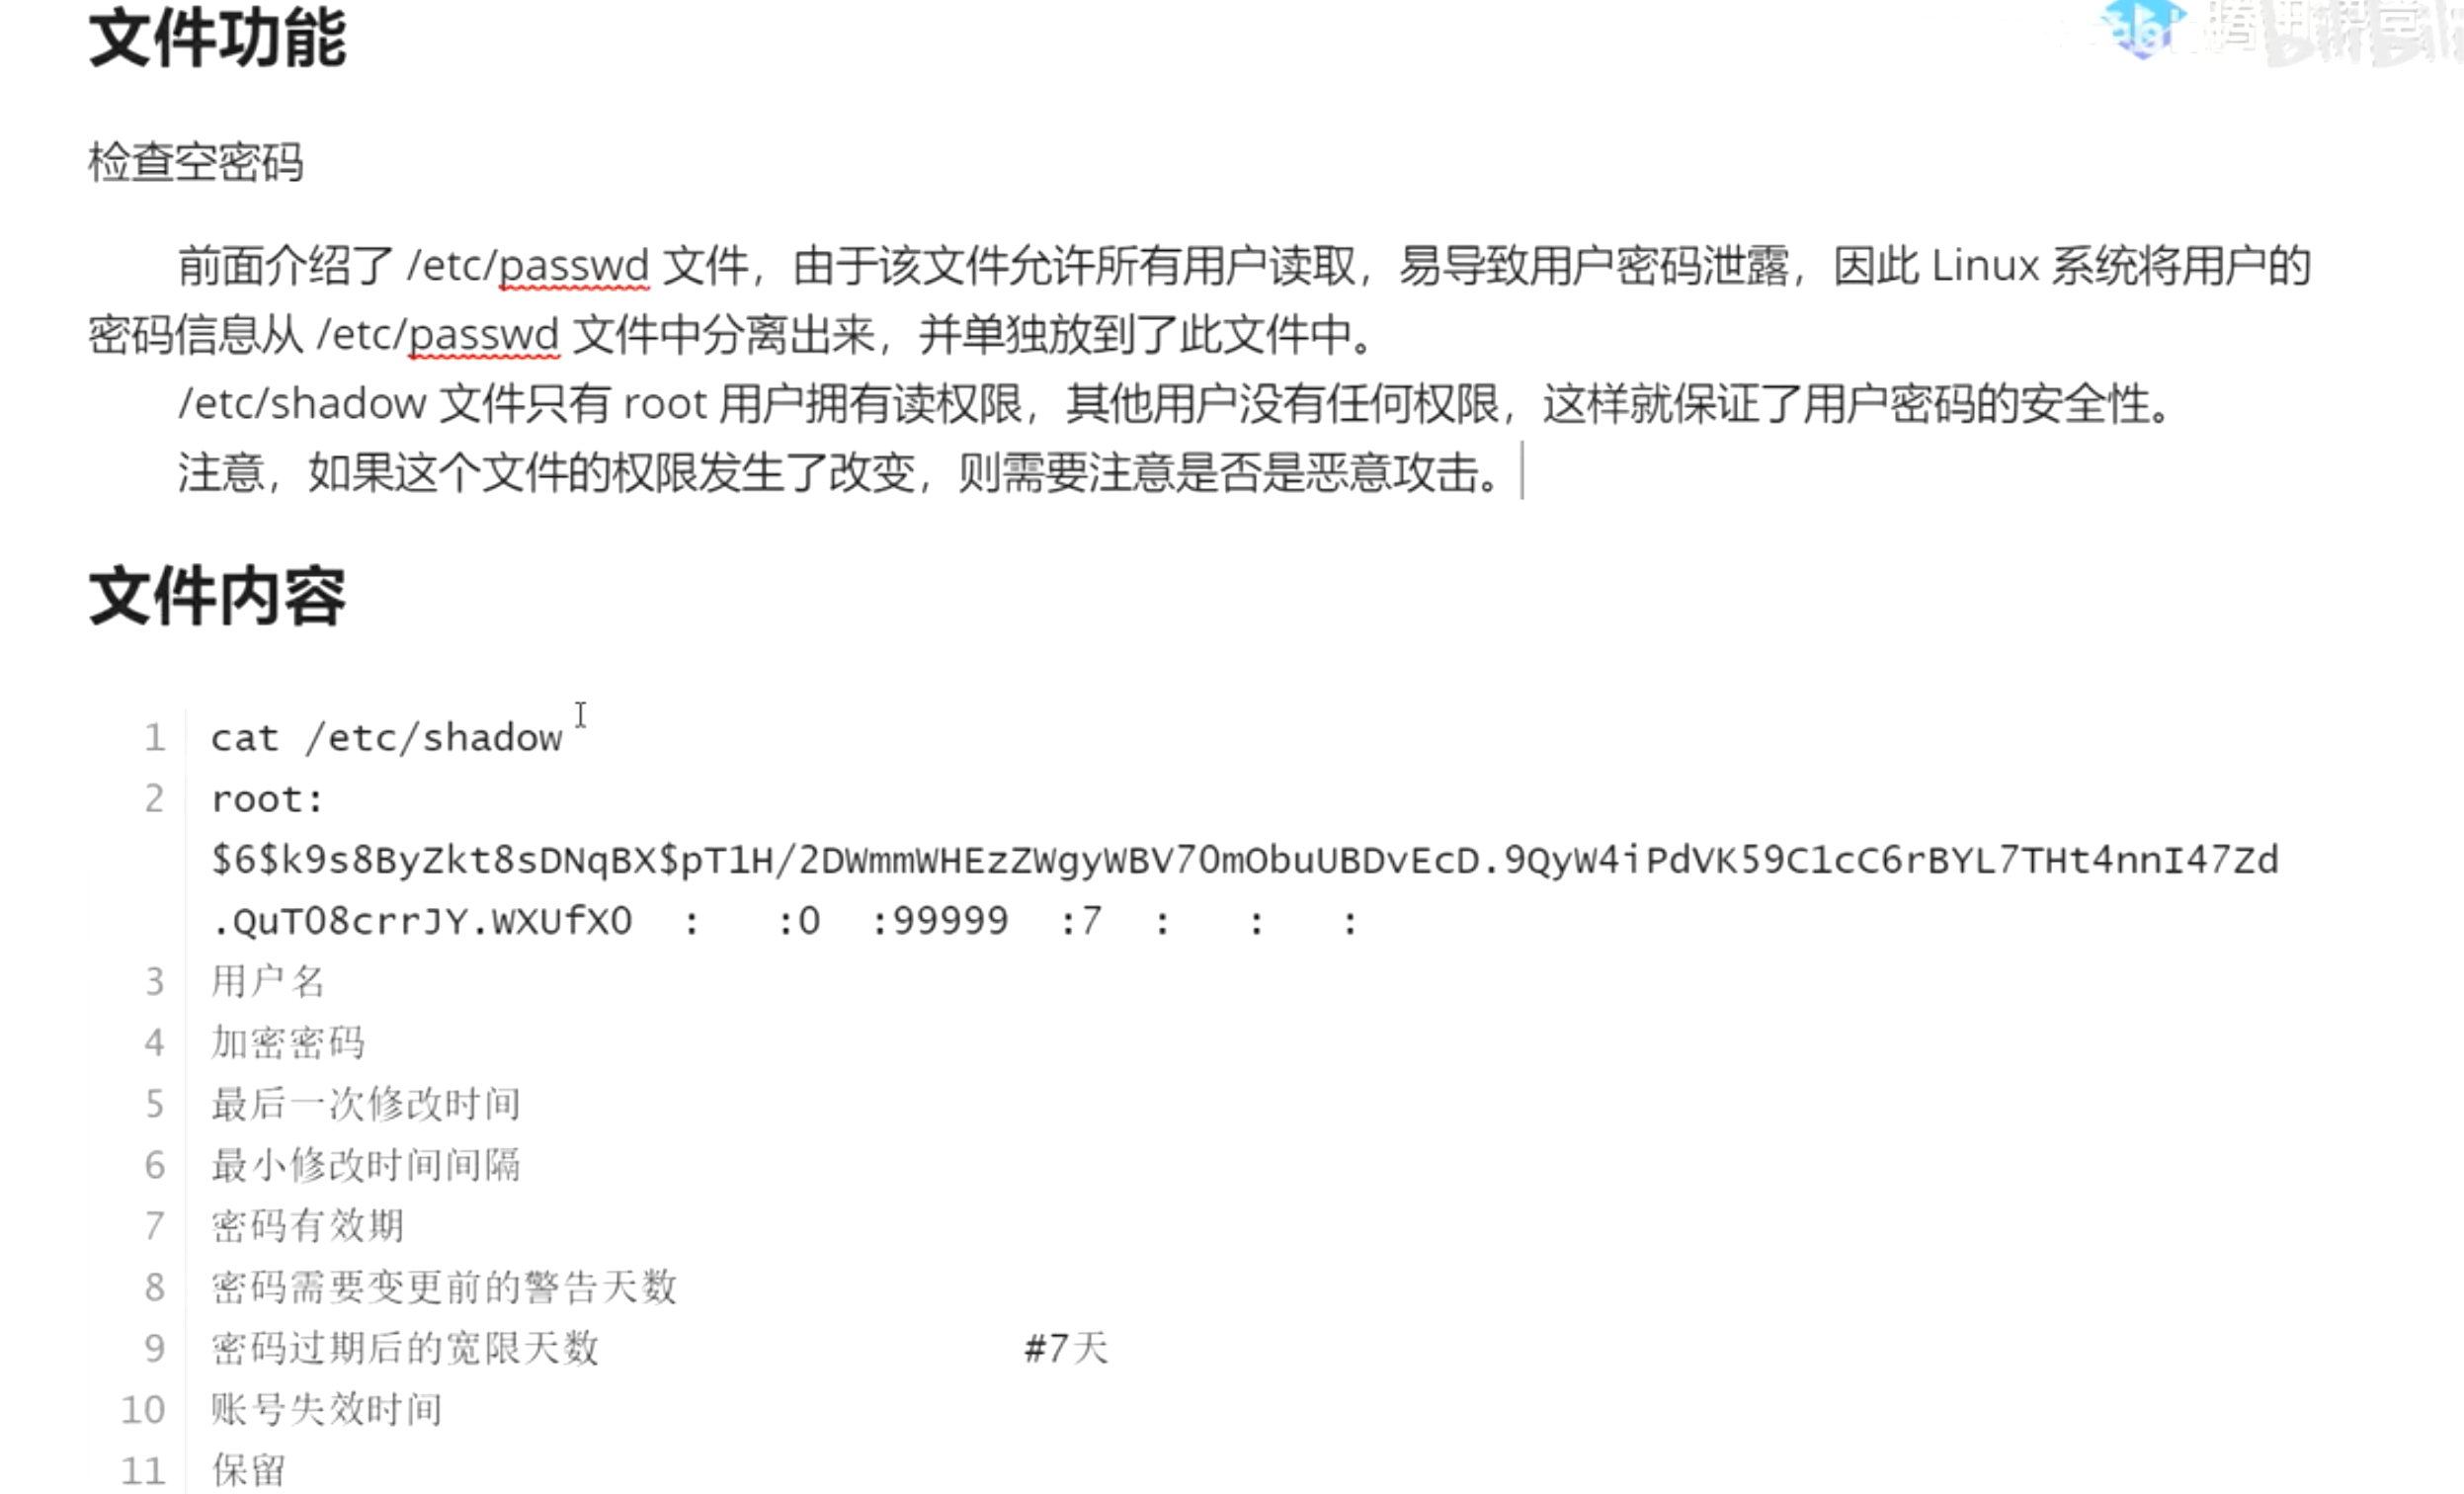 文件功能
检查空密码
前面介绍了 /etc/passwd 文件，由于该文件允许所有用户读取，易导致用户密码泄露，因此 Linux 系统将用户的
密码信息从 /etc/passwd 文件中分离出来，并单独放到了此文件中。
/etc/shadow 文件只有 root 用户拥有读权限，其他用户没有任何权限，这样就保证了用户密码的安全性。
注意，如果这个文件的权限发生了改变，则需要注意是否是恶意攻击。
文件内容
1 cat /etc/shadow
2 root:
$6$k9s8ByZkt8sDNqBX$pT1H/2DWmmWHEzZWgyWBV70mObuUBDvEcD.9QyW4iPdVK59C1cC6rBYL7THt4nnI47Zd
.QuTO8crrJY.WXUfX0 : :0 :99999 :7 : : :
3 用户名
4 加密密码
5 最后一次修改时间
6 最小修改时间间隔
7 密码有效期
8 密码需要变更前的警告天数
9 密码过期后的宽限天数 #7天
10 账号失效时间
11 保留